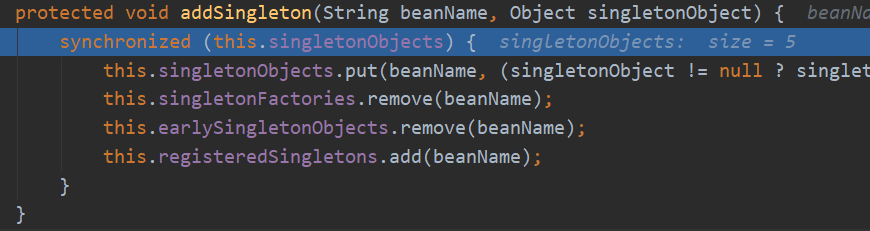 protected void addSingleton(String beanName, Object singletonObject) { beanNa
synchronized (this.singletonObjects) { singletonObjects: size = 5
this.singletonObjects.put(beanName, (singletonObject != null ? singlet
this.singletonFactories.remove(beanName);
this.earlySingletonObjects.remove(beanName);
this.registeredSingletons.add(beanName);
}
}